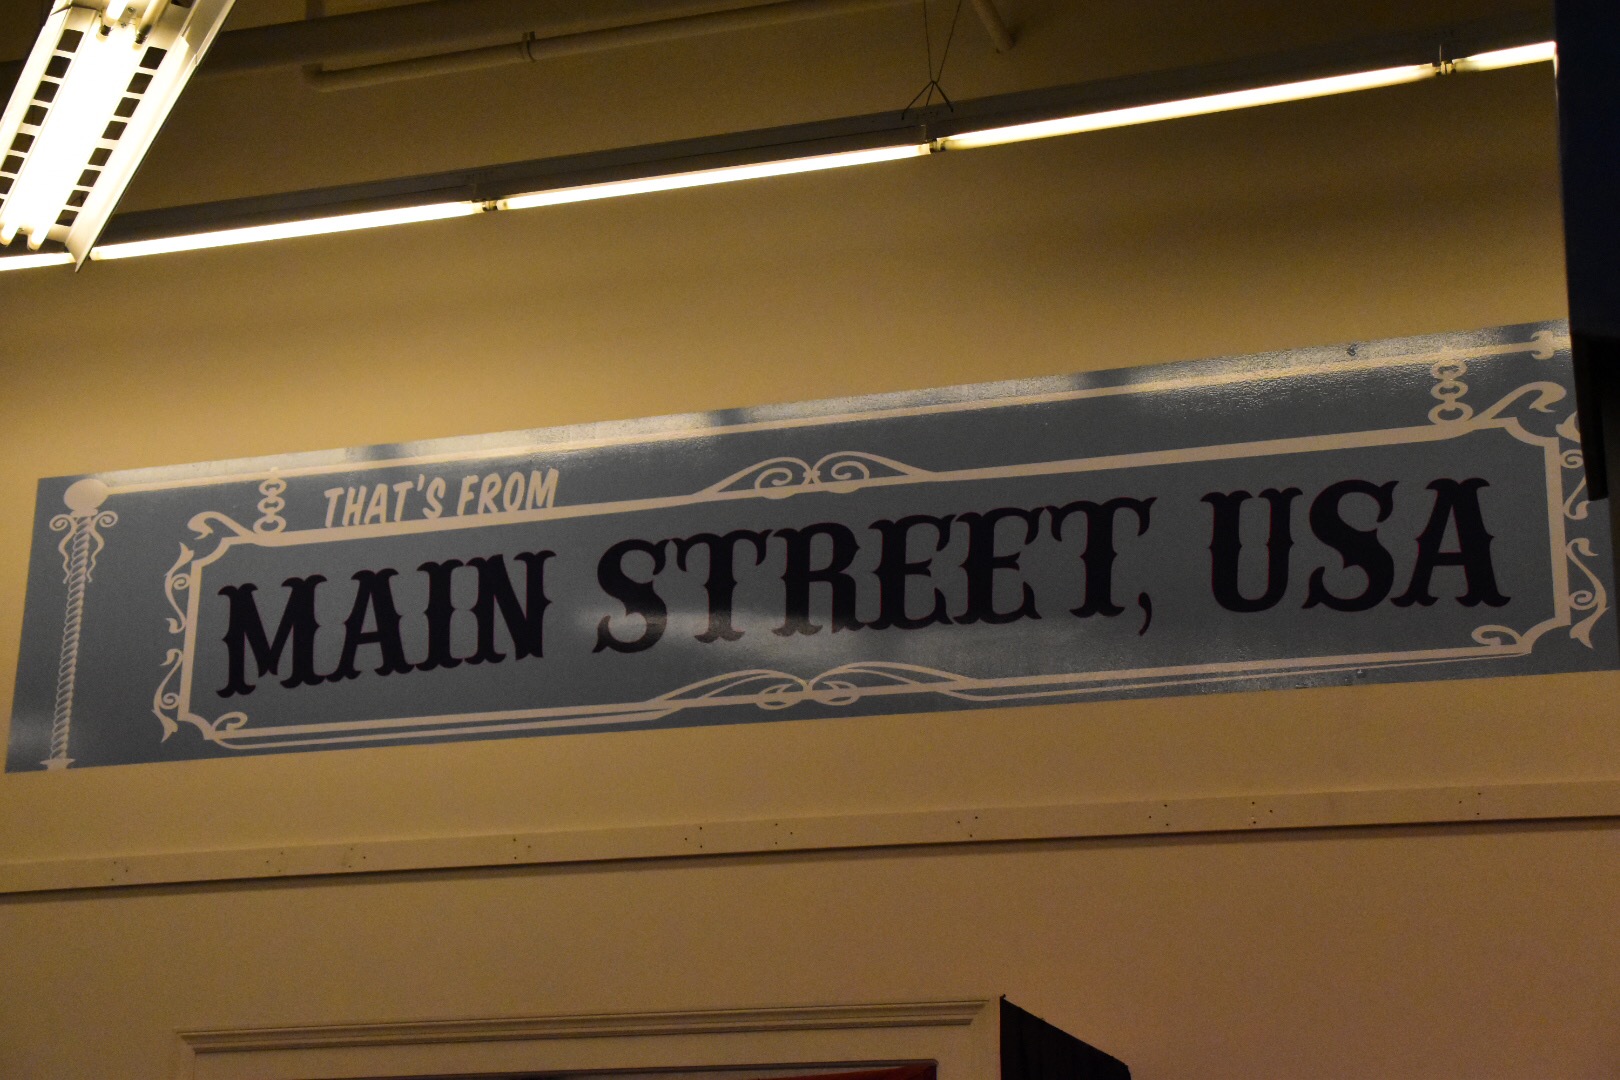 THAT'S FROM
MAIN STREET, USA